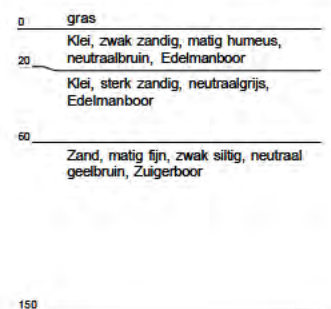 0 gras
Klei, zwak zandig, matig humeus,
neutraalbruin, Edelmanboor
20
Klei, sterk zandig, neutraalgrijs,
Edelmanboor
60
Zand, matig fijn, zwak siltig, neutraal
geelbruin, Zuigerboor
150